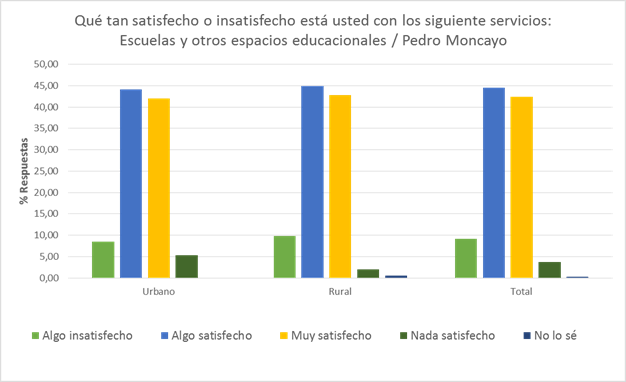 Qué tan satisfecho o insatisfecho está usted con los siguiente servicios:
Escuelas y otros espacios educacionales / Pedro Moncayo
% Respuestas
50,00
45,00
40,00
35,00
30,00
25,00
20,00
15,00
10,00
5,00
0,00
Urbano Rural Total
Algo insatisfecho Algo satisfecho Muy satisfecho Nada satisfecho No lo sé